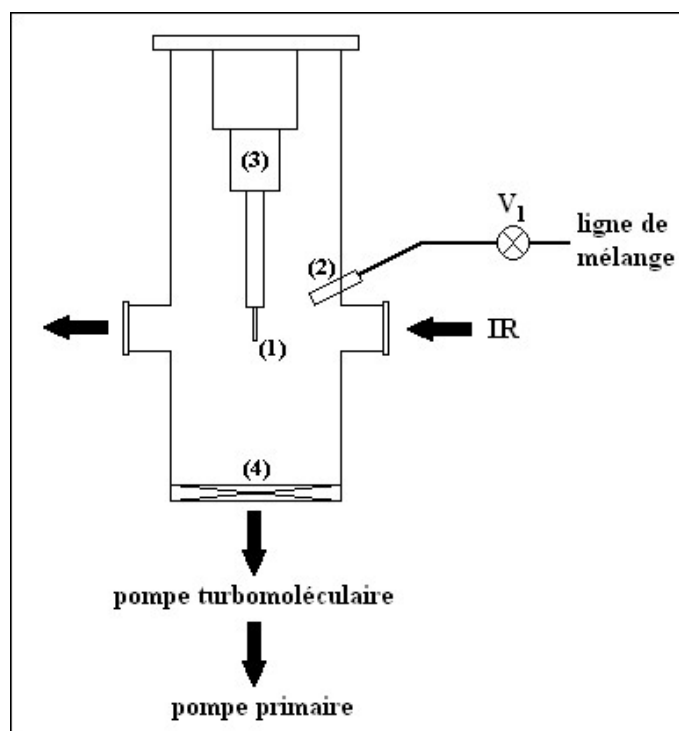 (3)
V1
ligne de
mélange
(2)
(1)
IR
(4)
pompe turbomoléculaire
pompe primaire